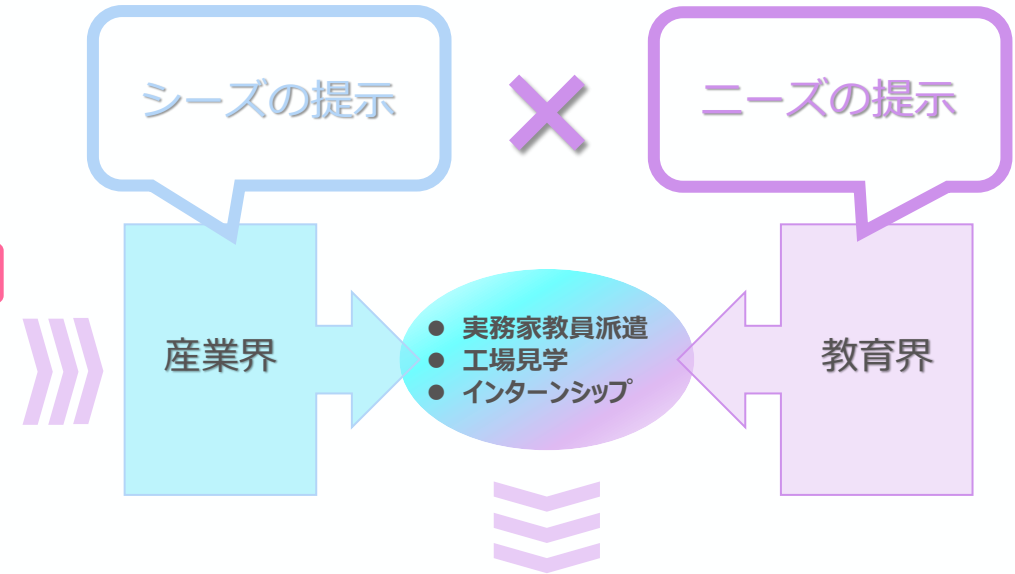 シーズの提示
×
ニーズの提示
産業界
● 実務家教員派遣
● 工場見学
● インターンシップ
教育界